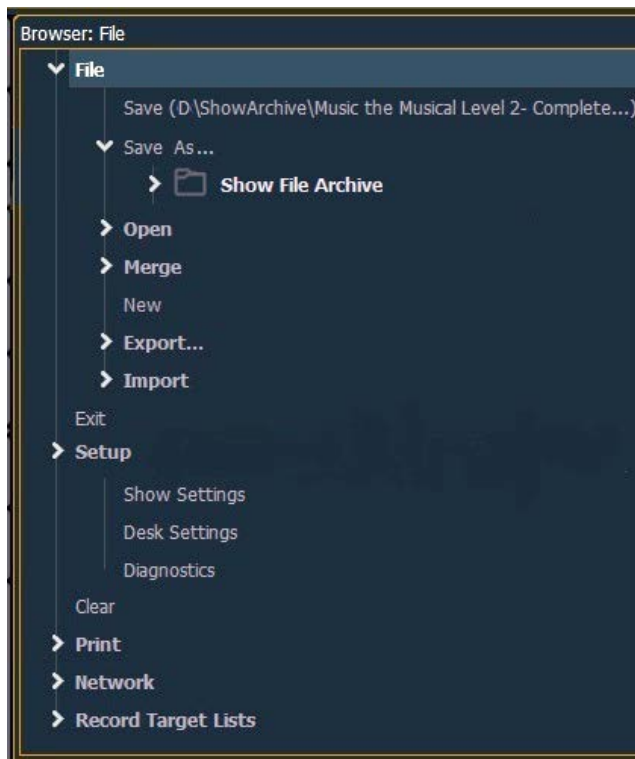 Browser: File
File
Save (D\ShowArchive\Music the Musical Level 2- Complete...)
Save As...
Show File Archive
Open
Merge
New
Export...
Import
Exit
Setup
Show Settings
Desk Settings
Diagnostics
Clear
Print
Network
Record Target Lists